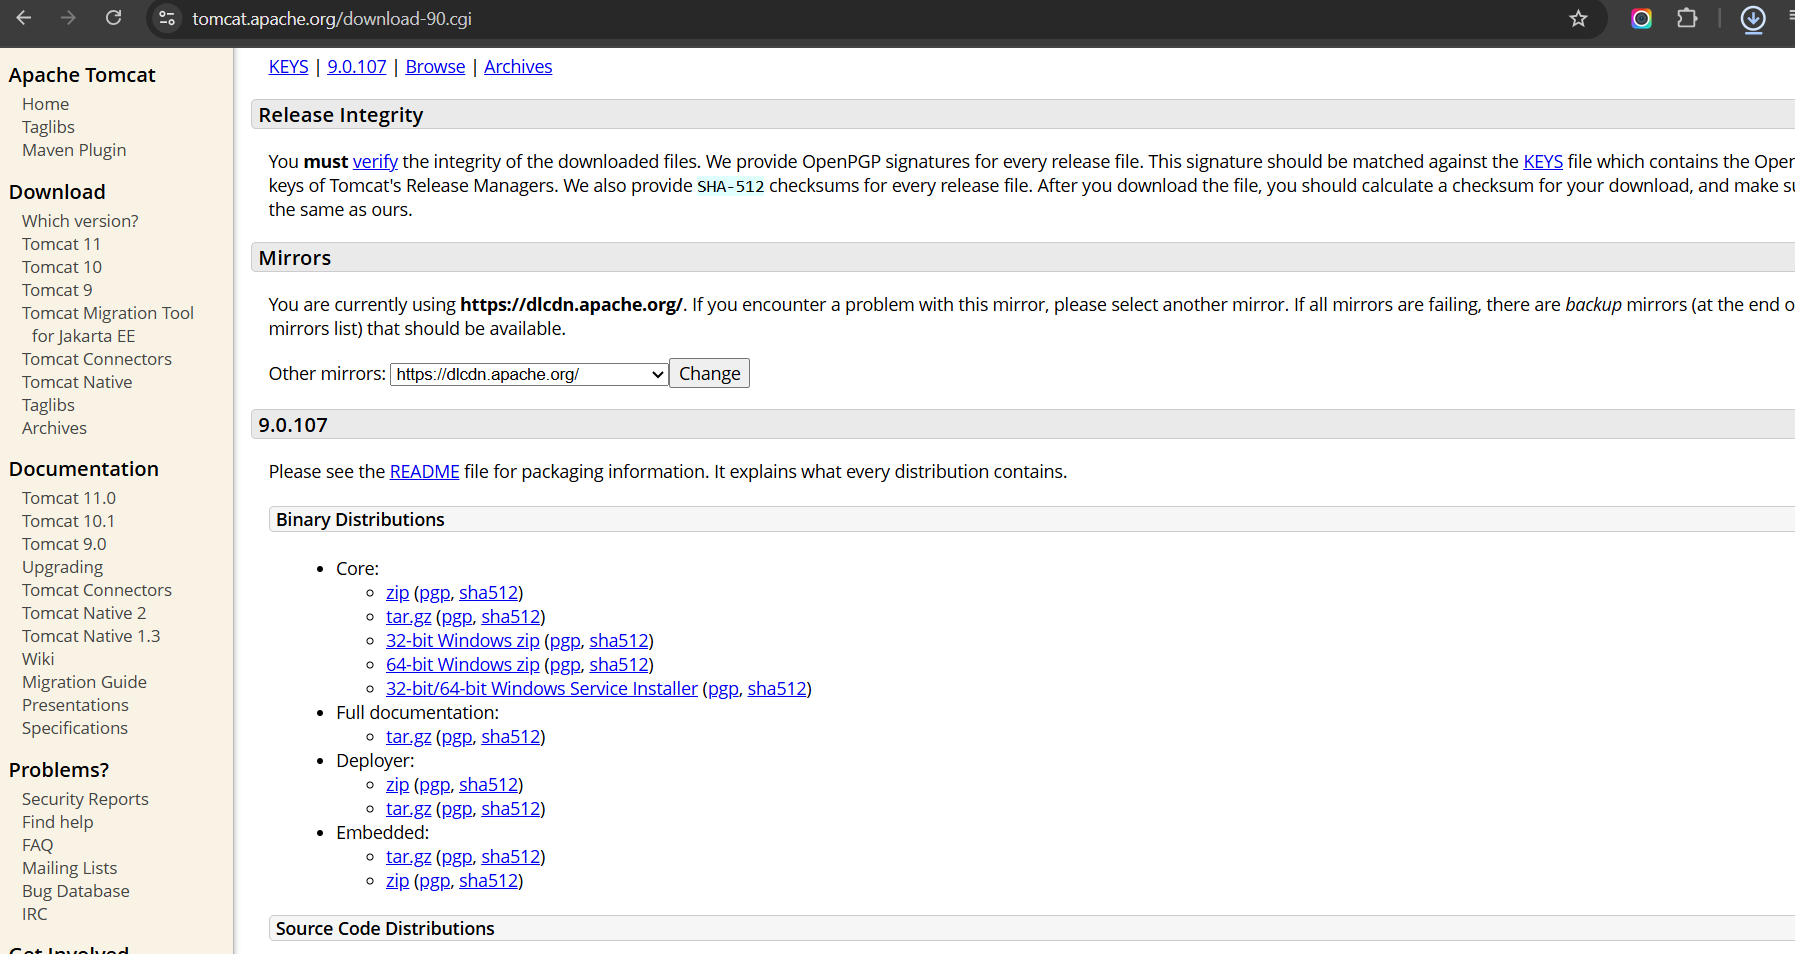 tomcat.apache.org/download-90.cgi
Apache Tomcat
Home
Taglibs
Maven Plugin
Download
Which version?
Tomcat 11
Tomcat 10
Tomcat 9
Tomcat Migration Tool
for Jakarta EE
Tomcat Connectors
Tomcat Native
Taglibs
Archives
Documentation
Tomcat 11.0
Tomcat 10.1
Tomcat 9.0
Upgrading
Tomcat Connectors
Tomcat Native 2
Tomcat Native 1.3
Wiki
Migration Guide
Presentations
Specifications
Problems?
Security Reports
Find help
FAQ
Mailing Lists
Bug Database
IRC
Get Involved
KEYS | 9.0.107 | Browse | Archives
Release Integrity
You must verify the integrity of the downloaded files. We provide OpenPGP signatures for every release file. This signature should be matched against the KEYS file which contains the
keys of Tomcat's Release Managers. We also provide SHA-512 checksums for every release file. After you download the file, you should calculate a checksum for your download, and make
the same as ours.
Mirrors
You are currently using https://dlcdn.apache.org/. If you encounter a problem with this mirror, please select another mirror. If all mirrors are failing, there are backup mirrors (at the end
mirrors list) that should be available.
Other mirrors: https://dlcdn.apache.org/ Change
9.0.107
Please see the README file for packaging information. It explains what every distribution contains.
Binary Distributions
• Core:
◦ zip (pgp, sha512)
◦ tar.gz (pgp, sha512)
◦ 32-bit Windows zip (pgp, sha512)
◦ 64-bit Windows zip (pgp, sha512)
◦ 32-bit/64-bit Windows Service Installer (pgp, sha512)
• Full documentation:
◦ tar.gz (pgp, sha512)
• Deployer:
◦ zip (pgp, sha512)
◦ tar.gz (pgp, sha512)
• Embedded:
◦ tar.gz (pgp, sha512)
◦ zip (pgp, sha512)
Source Code Distributions